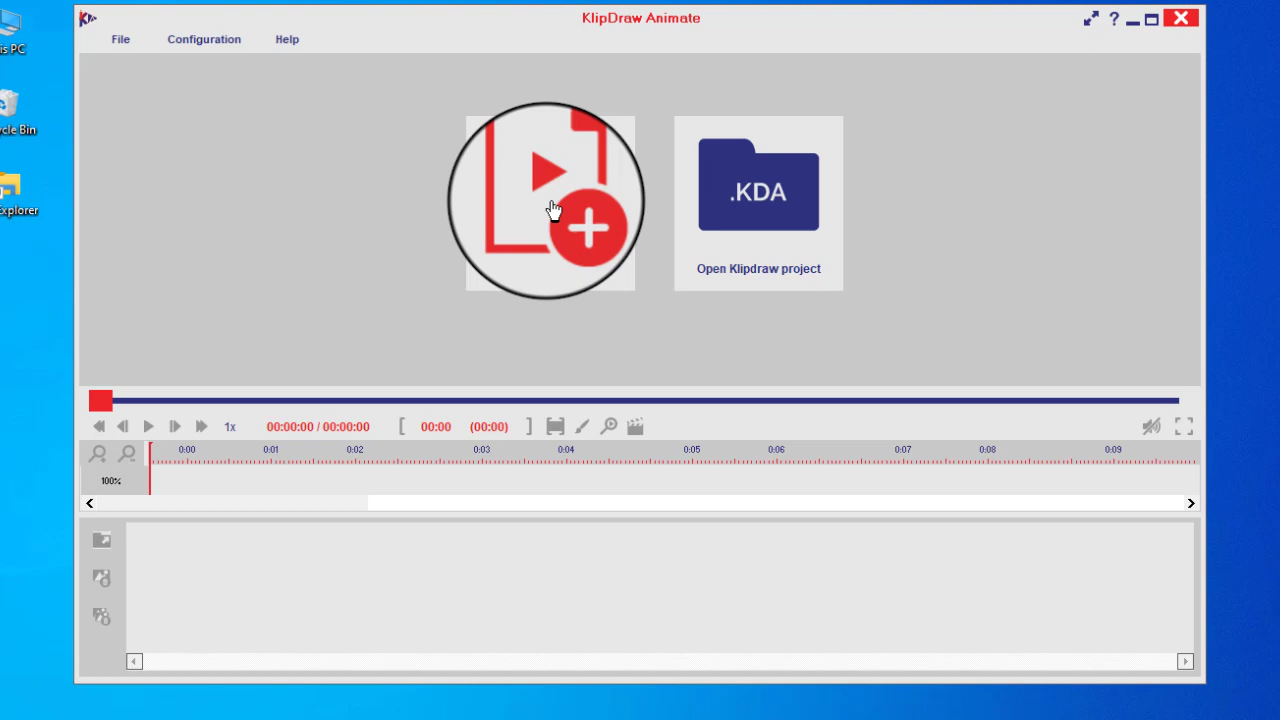 KlipDraw Animate
?
File Configuration Help
is PC
ycle Bin
Explorer
.KDA
Open Klipdraw project
1x 00:00:00 / 00:00:00 [ 00:00 (00:00) ]
0:00 0:01 0:02 0:03 0:04 0:05 0:06 0:07 0:08 0:09
100%